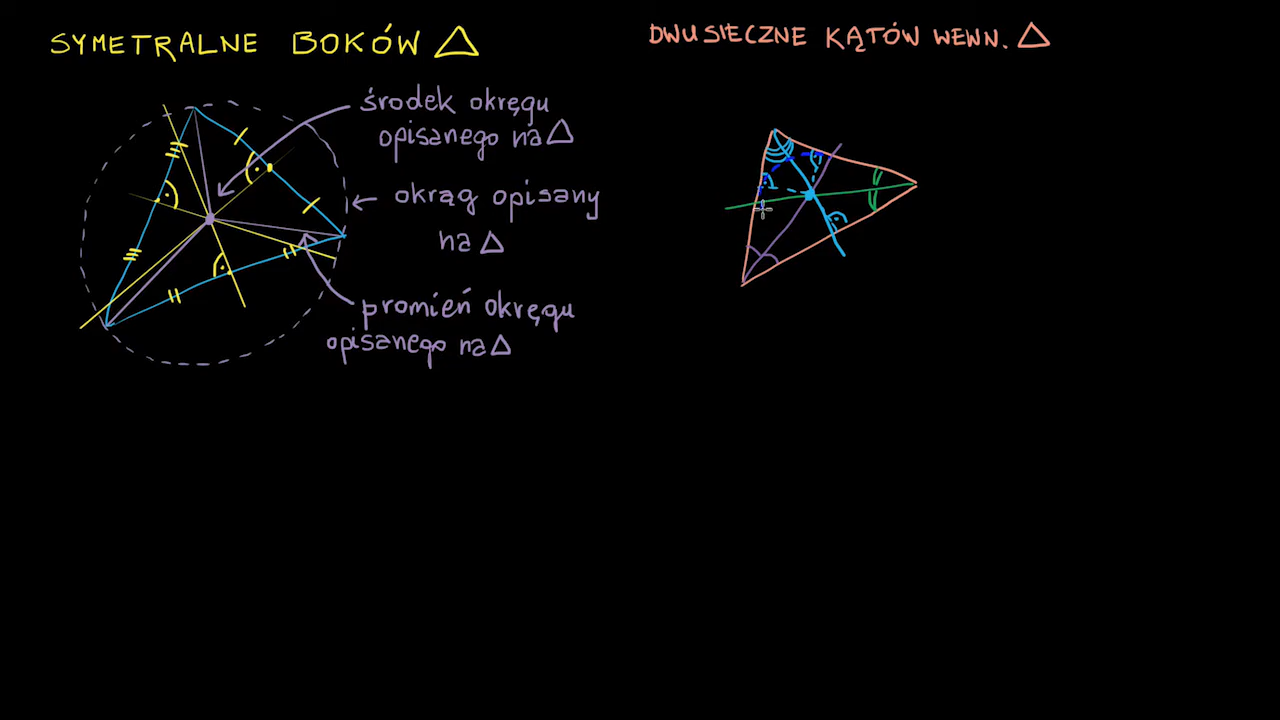 SYMETRALNE BOKÓW △
DWUSIECZNE KĄTÓW WEWN. △
środek okręgu
opisanego na △
okrąg opisany
na △
promień okręgu
opisanego na △